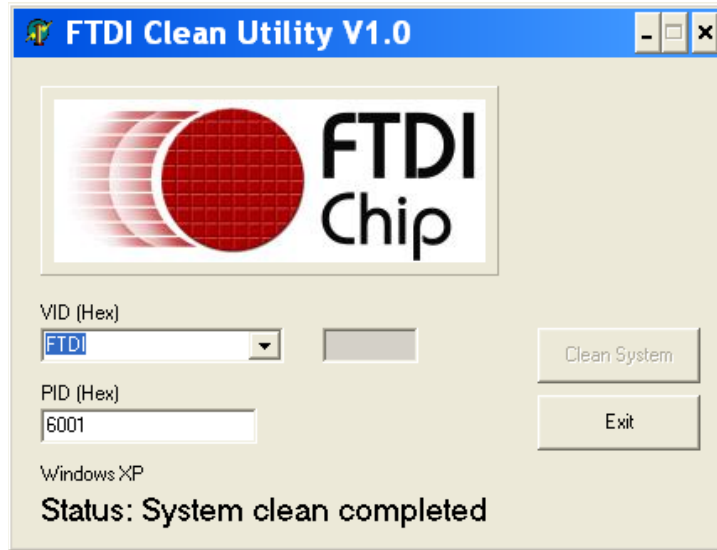 FTDI Clean Utility V1.0
FTDI
Chip
VID (Hex)
FTDI
Clean System
PID (Hex)
6001
Exit
Windows XP
Status: System clean completed